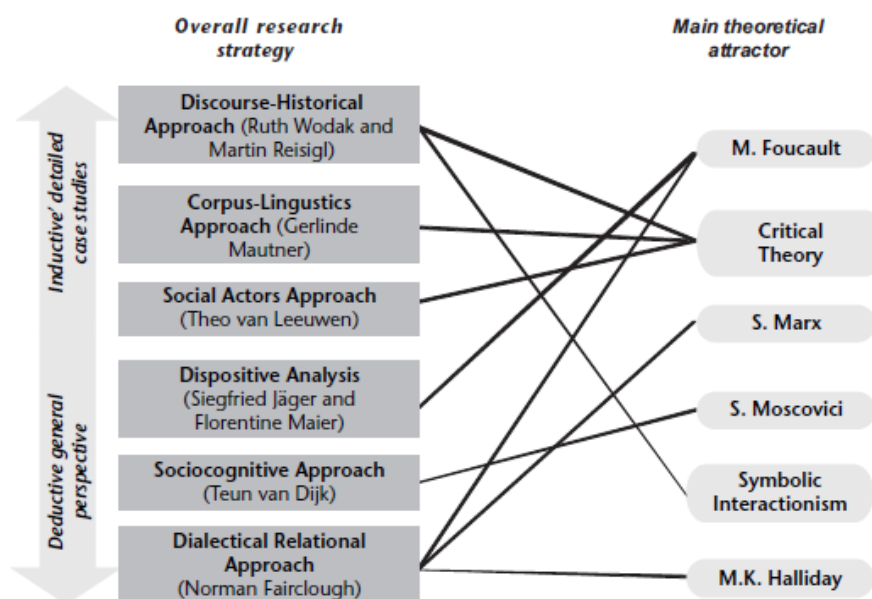 Overall research
strategy
Main theoretical
attractor
Inductive' detailed
case studies
Deductive general
perspective
Discourse-Historical
Approach (Ruth Wodak and
Martin Reisigl)
Corpus-Lingustics
Approach (Gerlinde
Mautner)
Social Actors Approach
(Theo van Leeuwen)
Dispositive Analysis
(Siegfried Jäger and
Florentine Maier)
Sociocognitive Approach
(Teun van Dijk)
Dialectical Relational
Approach
(Norman Fairclough)
M. Foucault
Critical
Theory
S. Marx
S. Moscovici
Symbolic
Interactionism
M.K. Halliday